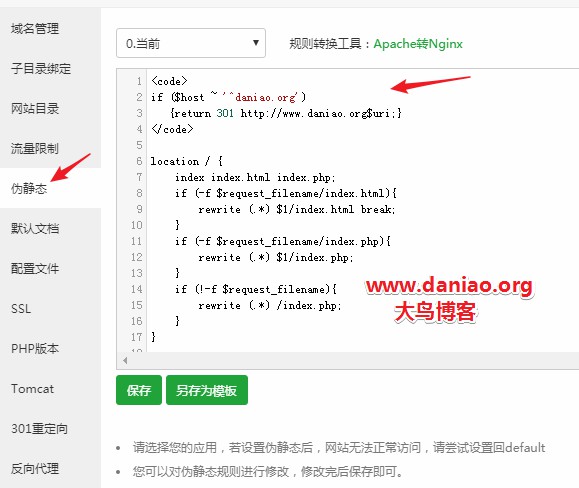 域名管理
子目录绑定
网站目录
流量限制
伪静态
默认文档
配置文件
SSL
PHP版本
Tomcat
301重定向
反向代理
0.当前
规则转换工具：Apache转Nginx
1 <code>
2 if ($host ~ '^daniao.org')
3 {return 301 http://www.daniao.org$uri;}
4 </code>
5
6 location / {
7 index index.html index.php;
8 if (-f $request_filename/index.html){
9 rewrite (.*) $1/index.html break;
10 }
11 if (-f $request_filename/index.php){
12 rewrite (.*) $1/index.php;
13 }
14 if (!-f $request_filename){
15 rewrite (.*) /index.php;
16 }
17 }
18
www.daniao.org
大鸟博客
保存
另存为模板
请选择您的应用，若设置伪静态后，网站无法正常访问，请尝试设置回default
您可以对伪静态规则进行修改，修改完后保存即可。